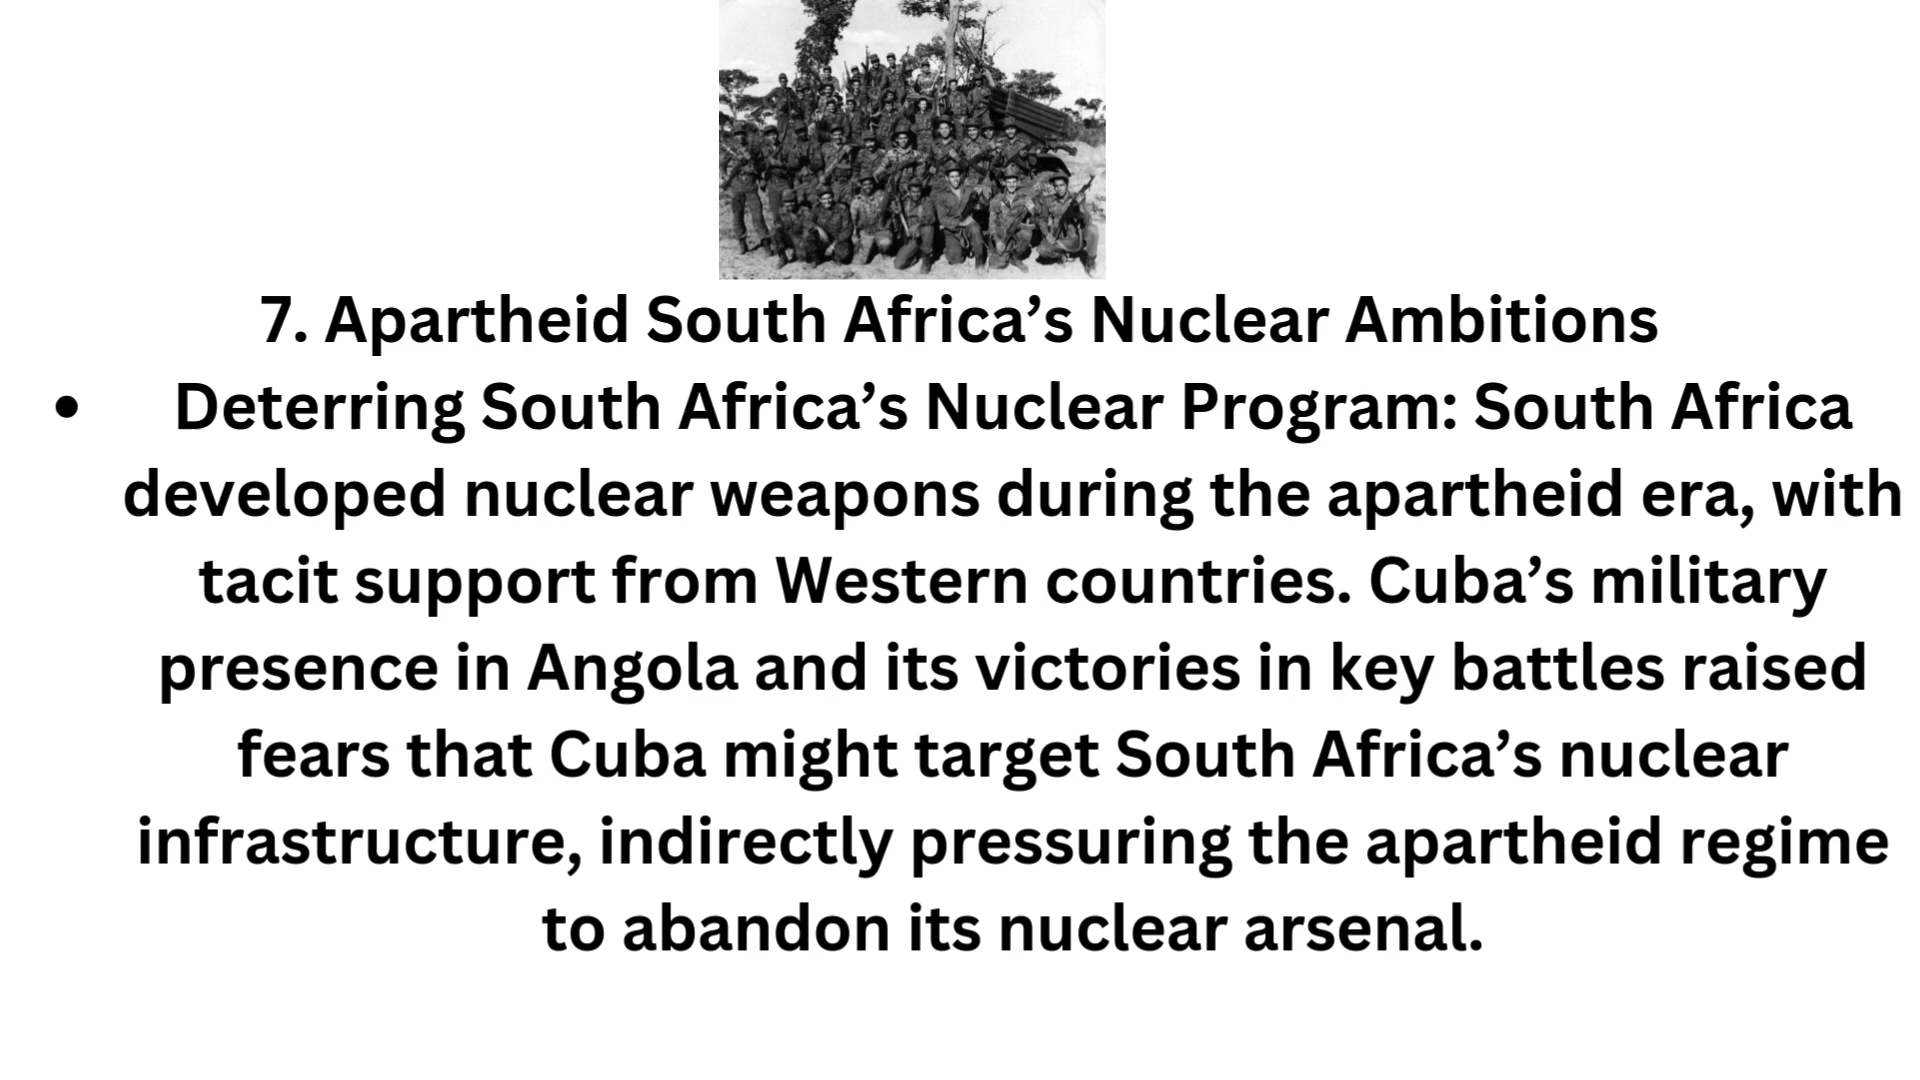 7. Apartheid South Africa’s Nuclear Ambitions
• Deterring South Africa’s Nuclear Program: South Africa
developed nuclear weapons during the apartheid era, with
tacit support from Western countries. Cuba’s military
presence in Angola and its victories in key battles raised
fears that Cuba might target South Africa’s nuclear
infrastructure, indirectly pressuring the apartheid regime
to abandon its nuclear arsenal.